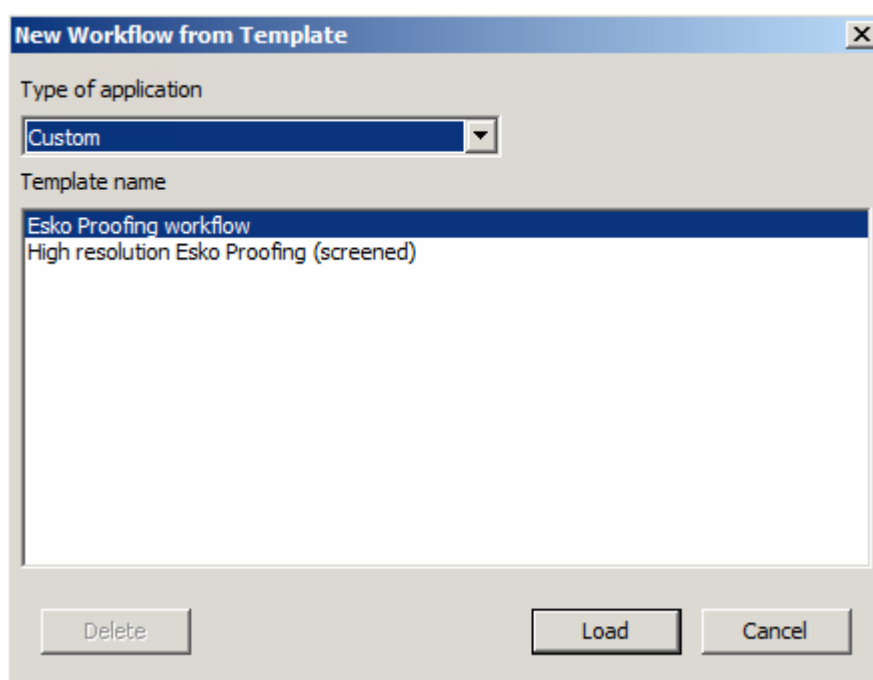 New Workflow from Template
Type of application
Custom
Template name
Esko Proofing workflow
High resolution Esko Proofing (screened)
Delete Load Cancel